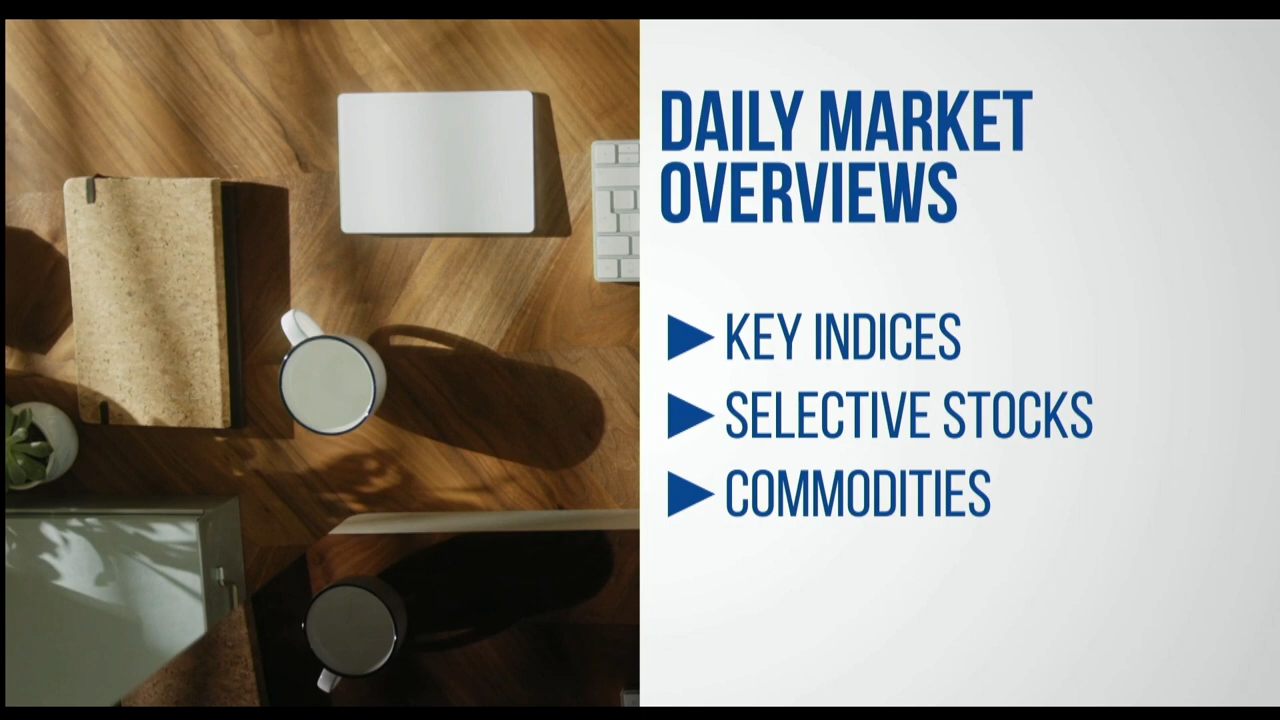 DAILY MARKET
OVERVIEWS
KEY INDICES
SELECTIVE STOCKS
COMMODITIES